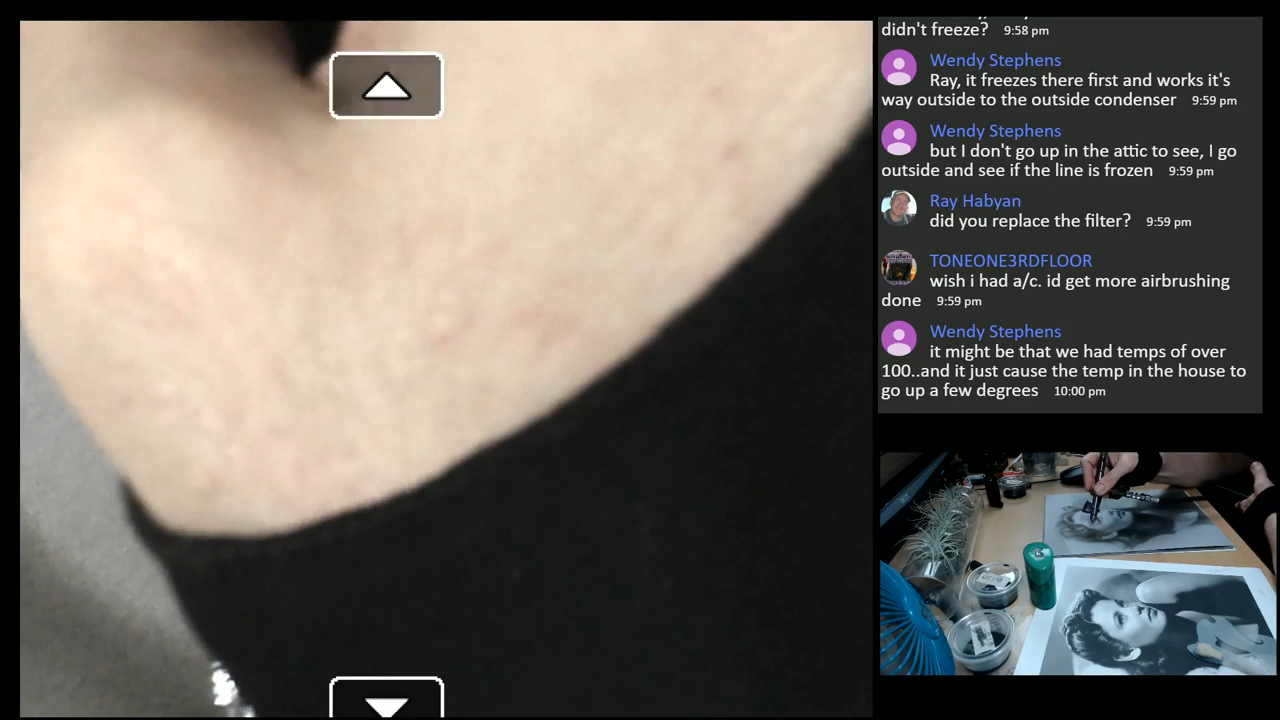 didn't freeze? 9:58 pm
Wendy Stephens
Ray, it freezes there first and works it's
way outside to the outside condenser 9:59 pm
Wendy Stephens
but I don't go up in the attic to see, I go
outside and see if the line is frozen 9:59 pm
Ray Habyan
did you replace the filter? 9:59 pm
TONEONE3RDFLOOR
wish i had a/c. id get more airbrushing
done 9:59 pm
Wendy Stephens
it might be that we had temps of over
100..and it just cause the temp in the house to
go up a few degrees 10:00 pm